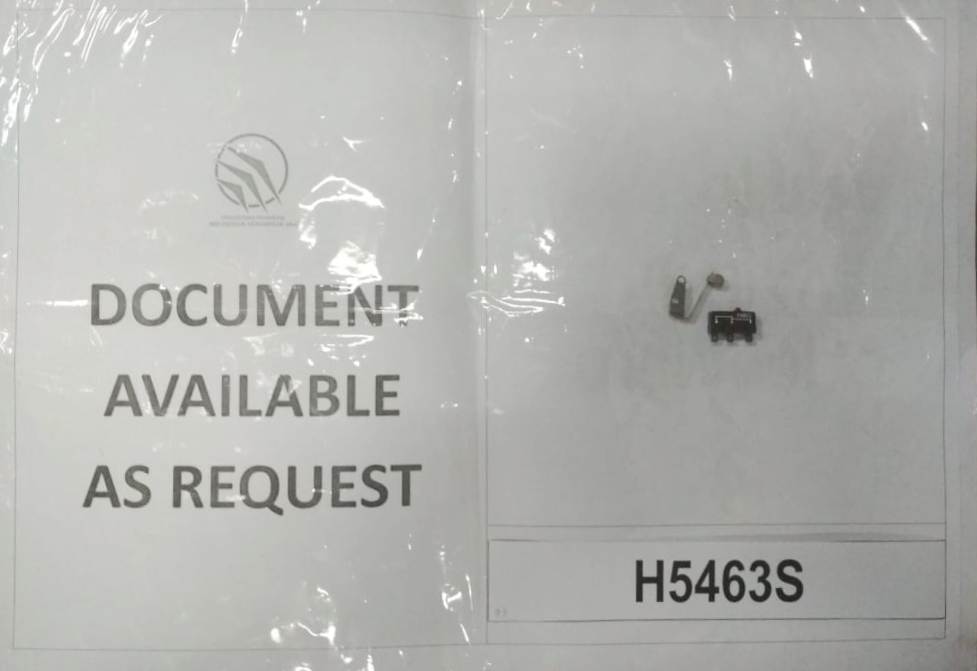 DOCUMENT
AVAILABLE
AS REQUEST
H5463S